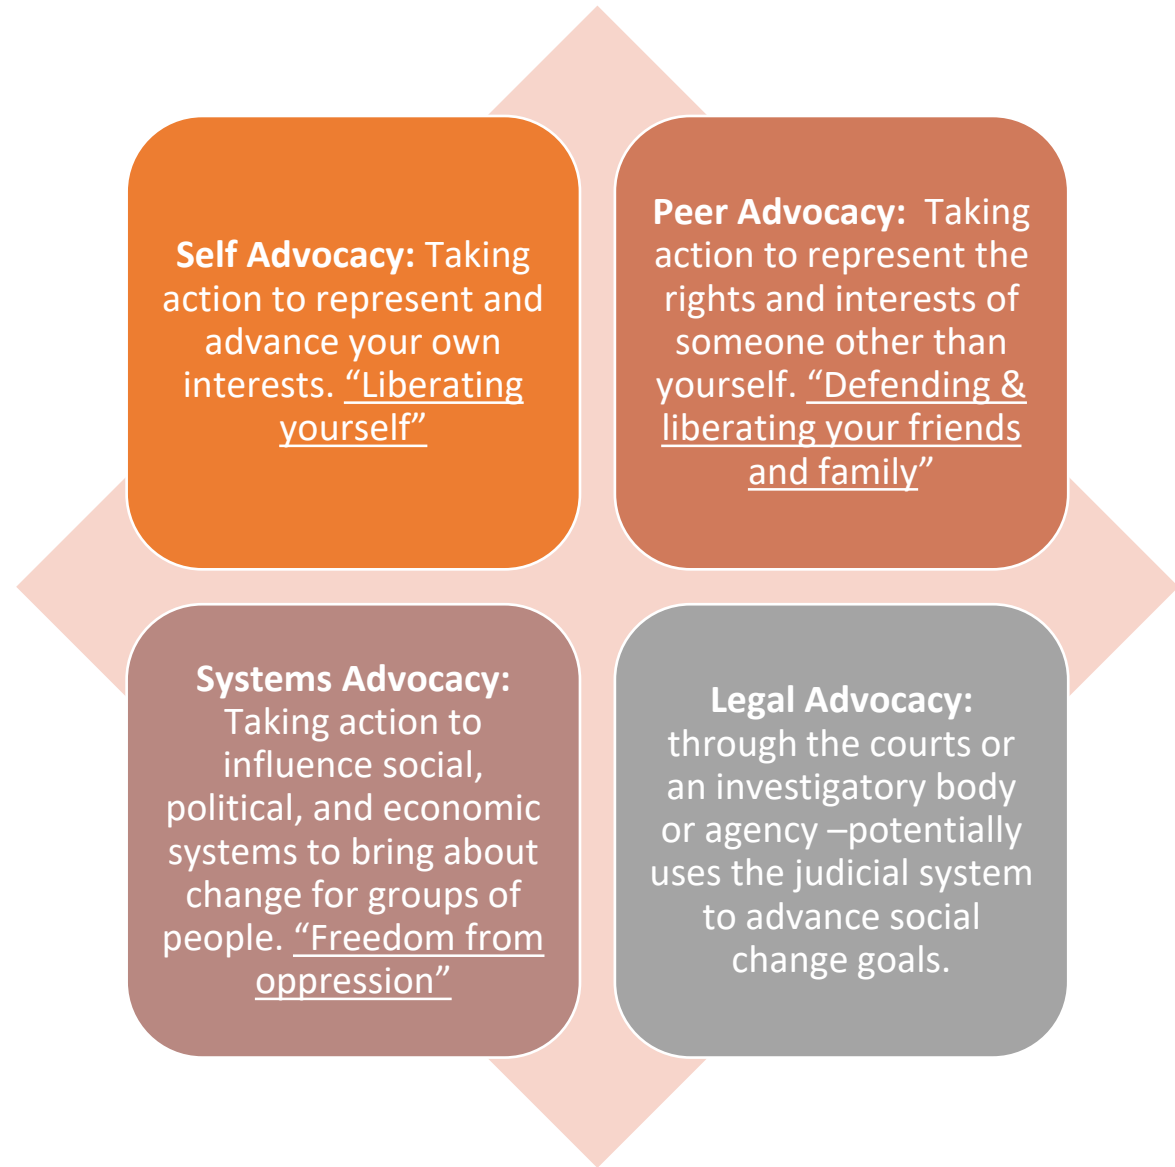 Self Advocacy: Taking
action to represent and
advance your own
interests. “Liberating
yourself”
Peer Advocacy:  Taking
action to represent the
rights and interests of
someone other than
yourself. “Defending &
liberating your friends
and family”
Systems Advocacy:
Taking action to
influence social,
political, and economic
systems to bring about
change for groups of
people. “Freedom from
oppression”
Legal Advocacy:
through the courts or
an investigatory body
or agency –potentially
uses the judicial system
to advance social
change goals.